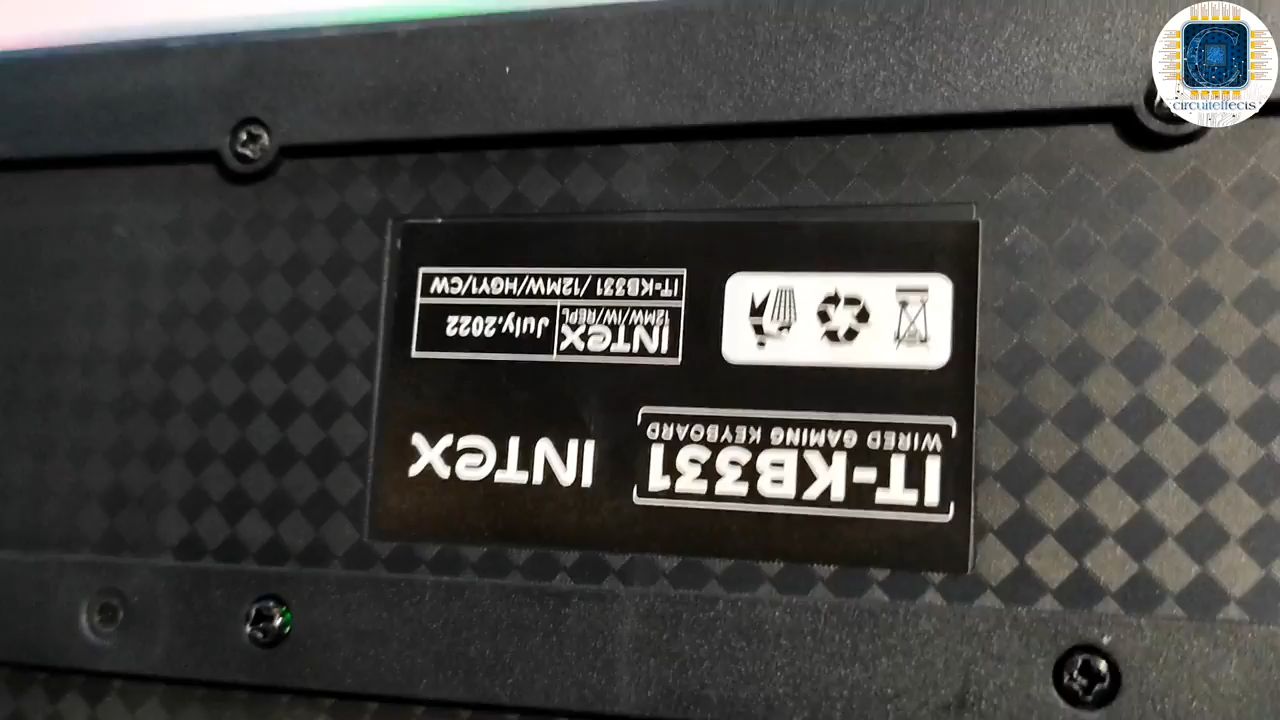 IT-KB331
WIRED GAMING KEYBOARD
INTEX
INTEX
12MW/IW/REPL
July.2022
IT-KB331 /12MW/HGY1/CW
circuiteffects